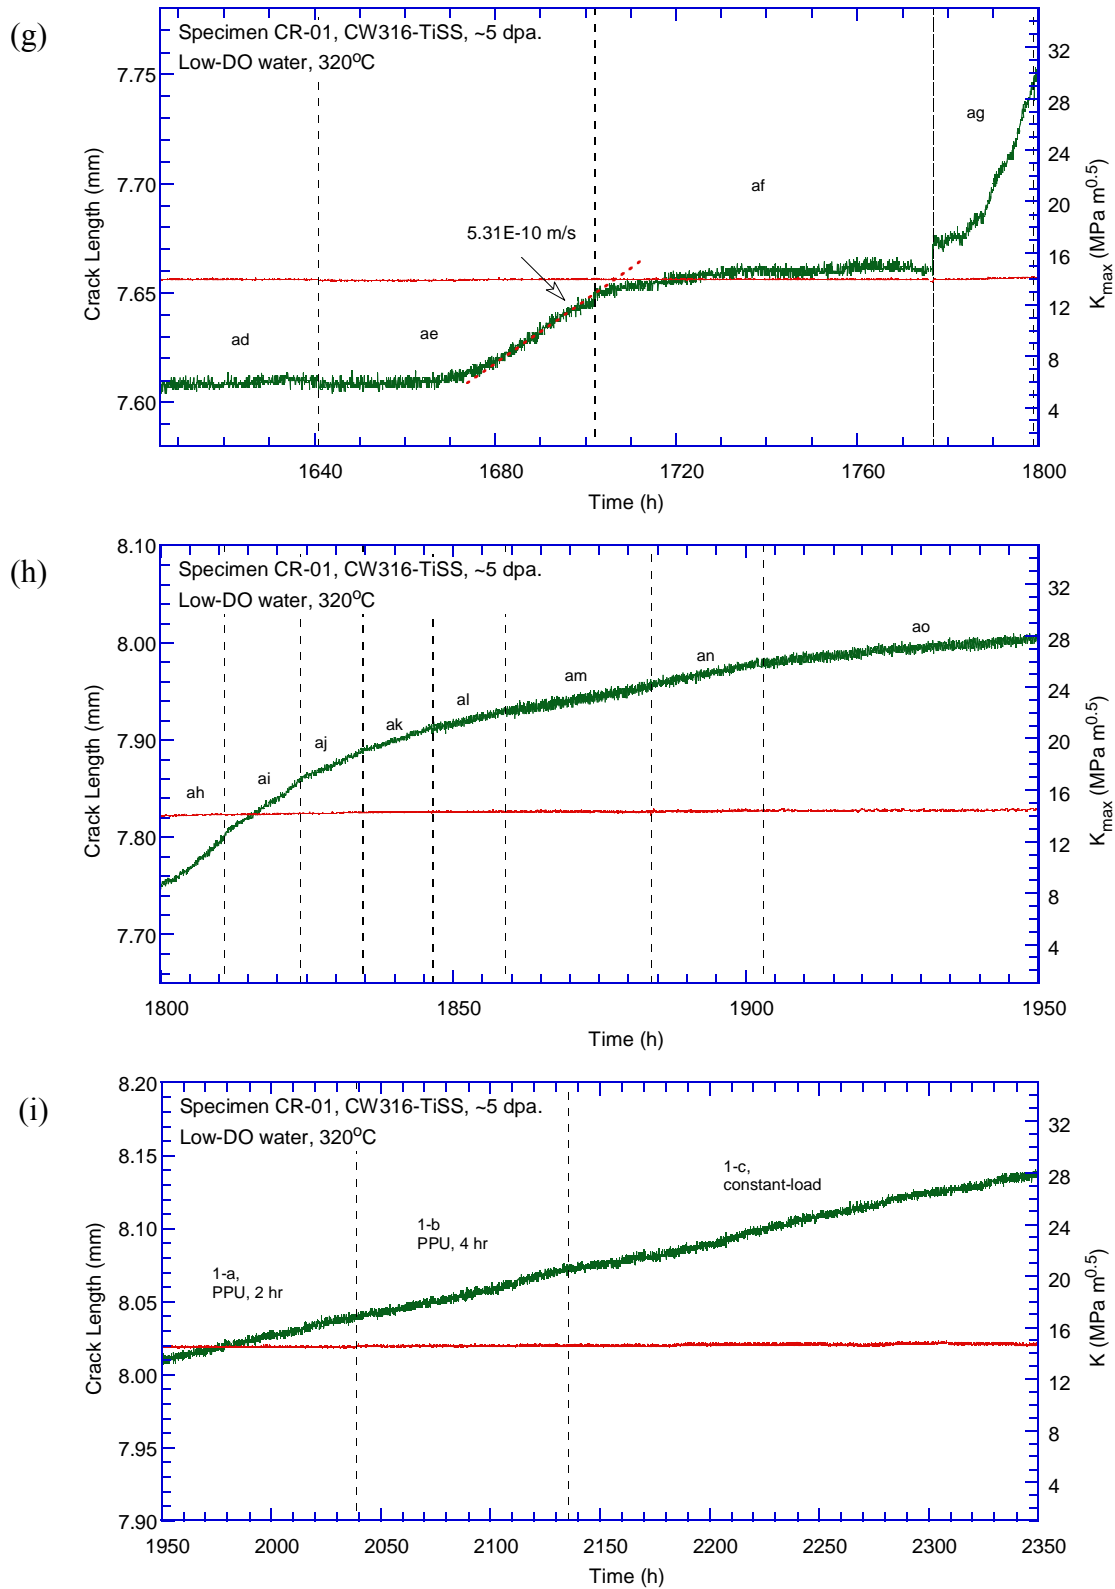 (g)
Specimen CR-01, CW316-TiSS, ~5 dpa.
Low-DO water, 320°C
7.75
7.70
7.65
7.60
Crack Length (mm)
32
28
24
20
16
12
8
4
Kmax (MPa m0.5)
ad
ae
5.31E-10 m/s
af
ag
1640
1680
1720
1760
1800
Time (h)
(h)
Specimen CR-01, CW316-TiSS, ~5 dpa.
Low-DO water, 320°C
8.10
8.00
7.90
7.80
7.70
Crack Length (mm)
32
28
24
20
16
12
8
4
Kmax (MPa m0.5)
ah
ai
aj
ak
al
am
an
ao
1800
1850
1900
1950
Time (h)
(i)
Specimen CR-01, CW316-TiSS, ~5 dpa.
Low-DO water, 320°C
8.20
8.15
8.10
8.05
8.00
7.95
7.90
Crack Length (mm)
32
28
24
20
16
12
8
4
K (MPa m0.5)
1-a,
PPU, 2 hr
1-b
PPU, 4 hr
1-c,
constant-load
1950
2000
2050
2100
2150
2200
2250
2300
2350
Time (h)